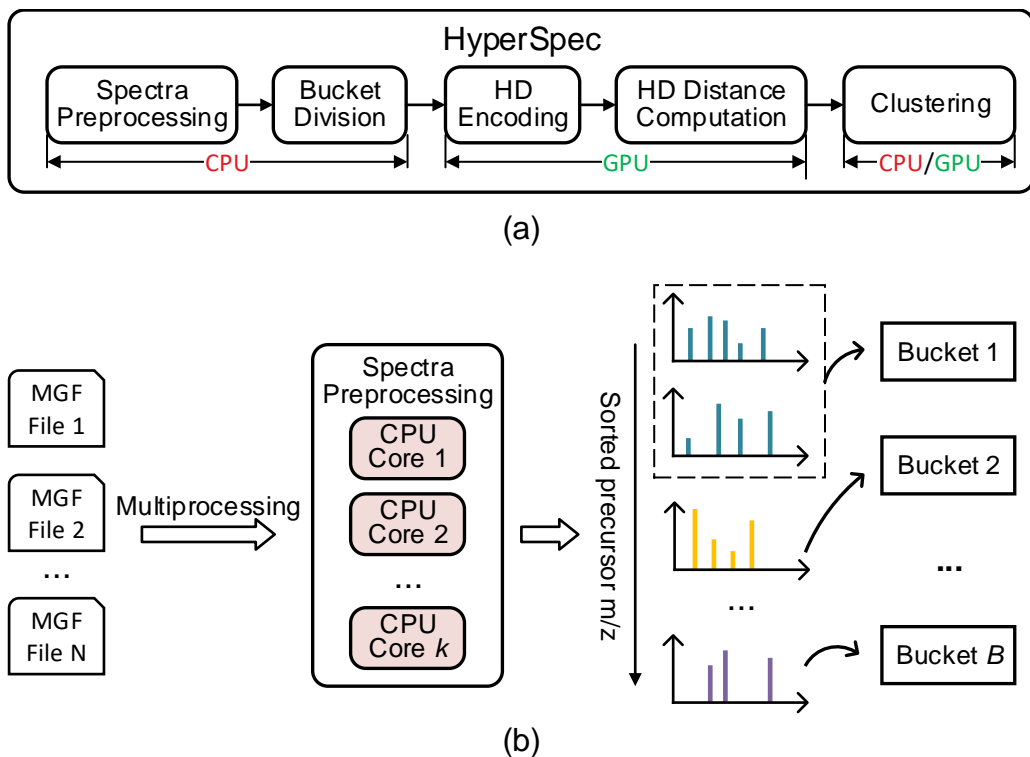 HyperSpec
Spectra
Preprocessing
Bucket
Division
HD
Encoding
HD Distance
Computation
Clustering
CPU
GPU
CPU/GPU
(a)
MGF
File 1
MGF
File 2
...
MGF
File N
Multiprocessing
Spectra
Preprocessing
CPU
Core 1
CPU
Core 2
...
CPU
Core k
Sorted precursor m/z
...
Bucket 1
Bucket 2
...
Bucket B
(b)